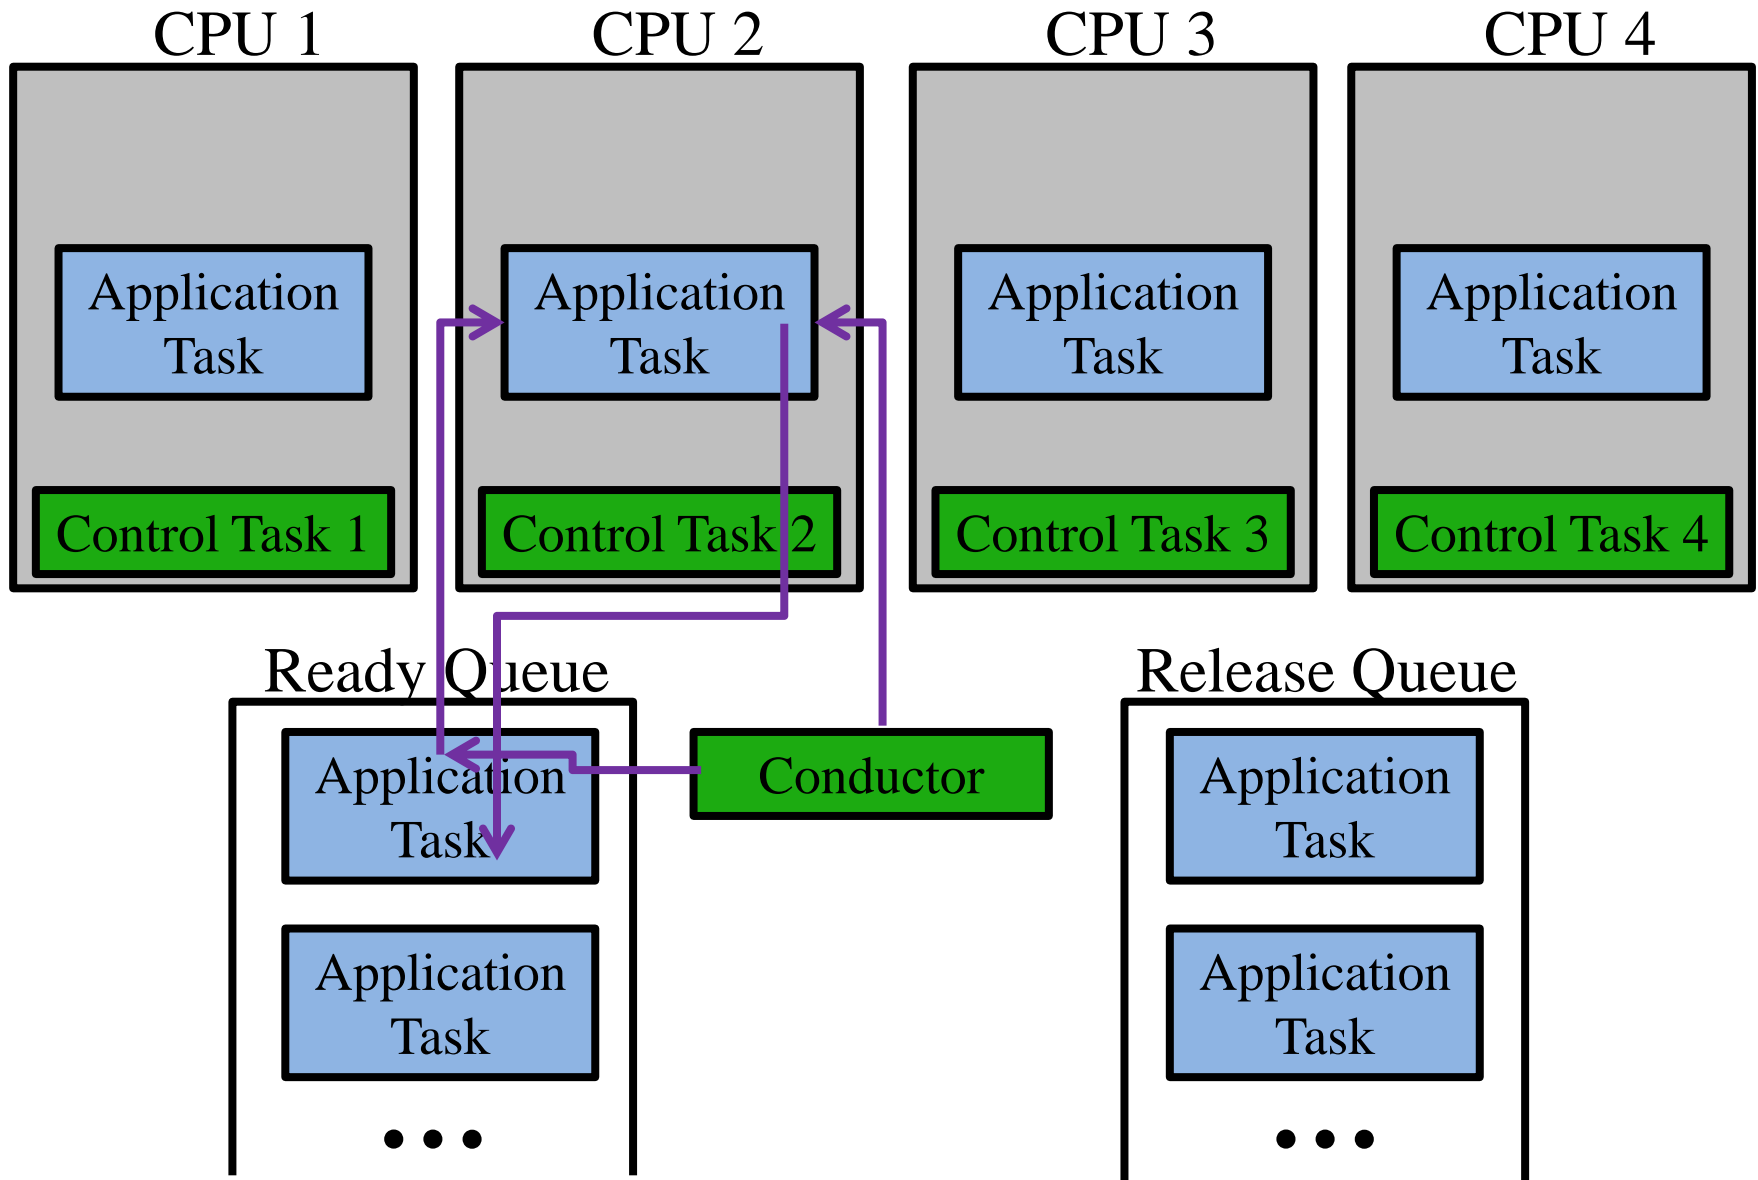 CPU 1
CPU 2
CPU 3
CPU 4
Application
Task
Application
Task
Application
Task
Application
Task
Control Task 1
Control Task 2
Control Task 3
Control Task 4
Ready Queue
Release Queue
Application
Task
Conductor
Application
Task
Application
Task
Application
Task